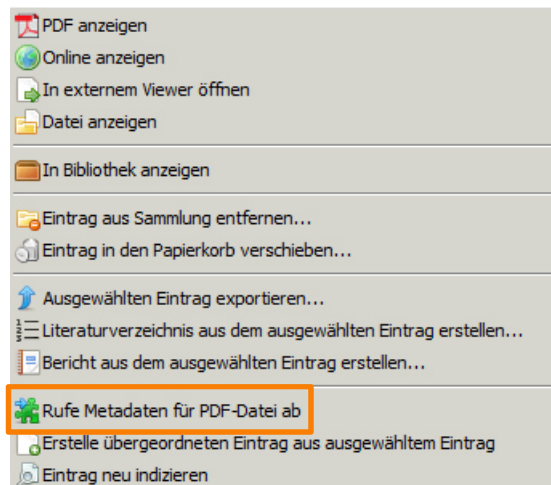 PDF anzeigen
Online anzeigen
In externem Viewer öffnen
Datei anzeigen
In Bibliothek anzeigen
Eintrag aus Sammlung entfernen...
Eintrag in den Papierkorb verschieben...
Ausgewählten Eintrag exportieren...
Literaturverzeichnis aus dem ausgewählten Eintrag erstellen...
Bericht aus dem ausgewählten Eintrag erstellen...
Rufe Metadaten für PDF-Datei ab
Erstelle übergeordneten Eintrag aus ausgewähltem Eintrag
Eintrag neu indizieren